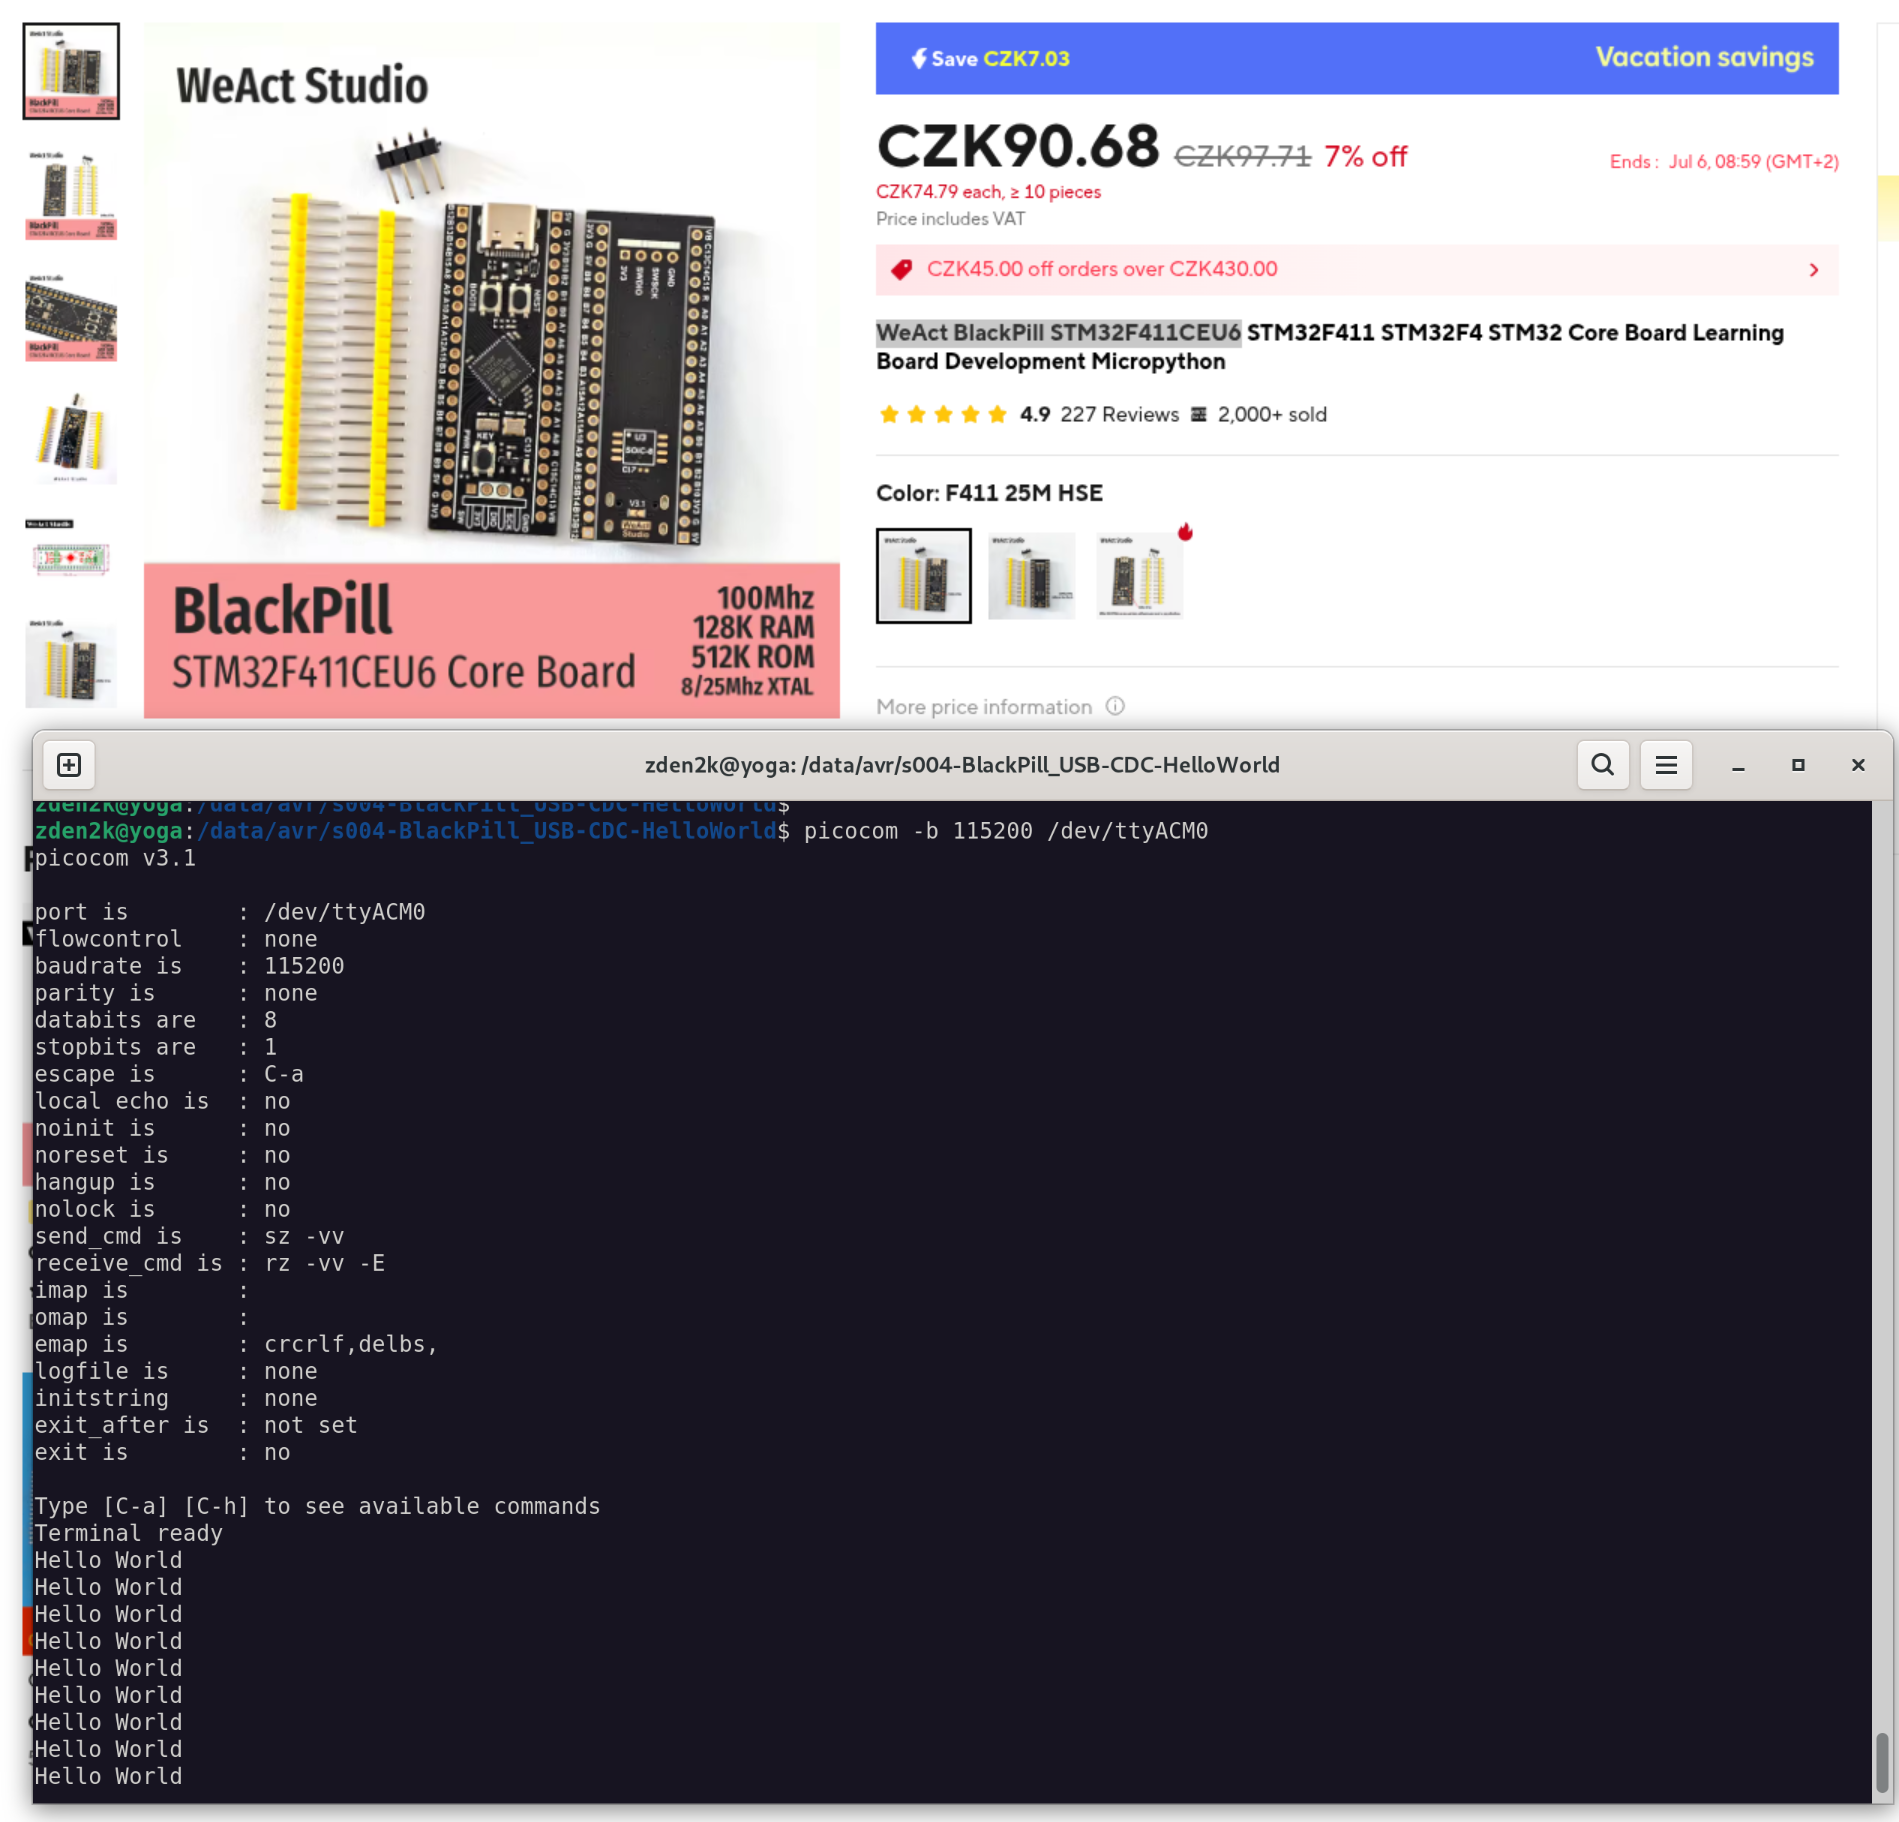 WeAct Studio
BlackPill
STM32F411CEU6 Core Board
100Mhz
128K RAM
512K ROM
8/25Mhz XTAL
Save CZK7.03
Vacation savings
CZK90.68 CZK97.71 7% off
Ends : Jul 6, 08:59 (GMT+2)
CZK74.79 each, ≥ 10 pieces
Price includes VAT
CZK45.00 off orders over CZK430.00
WeAct BlackPill STM32F411CEU6 STM32F411 STM32F4 STM32 Core Board Learning
Board Development Micropython
4.9 227 Reviews 2,000+ sold
Color: F411 25M HSE
More price information
zden2k@yoga: /data/avr/s004-BlackPill_USB-CDC-HelloWorld
zden2k@yoga:/data/avr/s004-BlackPill_USB-CDC-HelloWorld$
zden2k@yoga:/data/avr/s004-BlackPill_USB-CDC-HelloWorld$ picocom -b 115200 /dev/ttyACM0
picocom v3.1
port is : /dev/ttyACM0
flowcontrol : none
baudrate is : 115200
parity is : none
databits are : 8
stopbits are : 1
escape is : C-a
local echo is : no
noinit is : no
noreset is : no
hangup is : no
nolock is : no
send_cmd is : sz -vv
receive_cmd is : rz -vv -E
imap is :
omap is :
emap is : crcrlf,delbs,
logfile is : none
initstring : none
exit_after is : not set
exit is : no
Type [C-a] [C-h] to see available commands
Terminal ready
Hello World
Hello World
Hello World
Hello World
Hello World
Hello World
Hello World
Hello World
Hello World